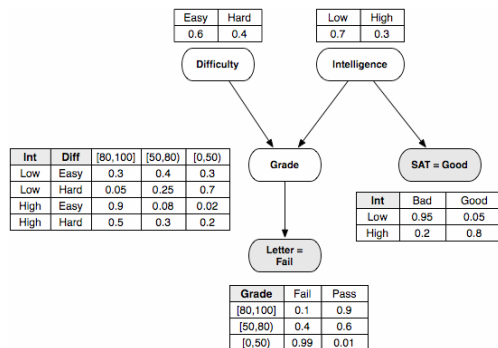 Easy Hard
0.6 0.4
Low High
0.7 0.3
Difficulty
Intelligence
Int Diff [80,100] [50,80) [0,50)
Low Easy 0.3 0.4 0.3
Low Hard 0.05 0.25 0.7
High Easy 0.9 0.08 0.02
High Hard 0.5 0.3 0.2
Grade
SAT = Good
Int Bad Good
Low 0.95 0.05
High 0.2 0.8
Letter =
Fail
Grade Fail Pass
[80,100] 0.1 0.9
[50,80) 0.4 0.6
[0,50) 0.99 0.01